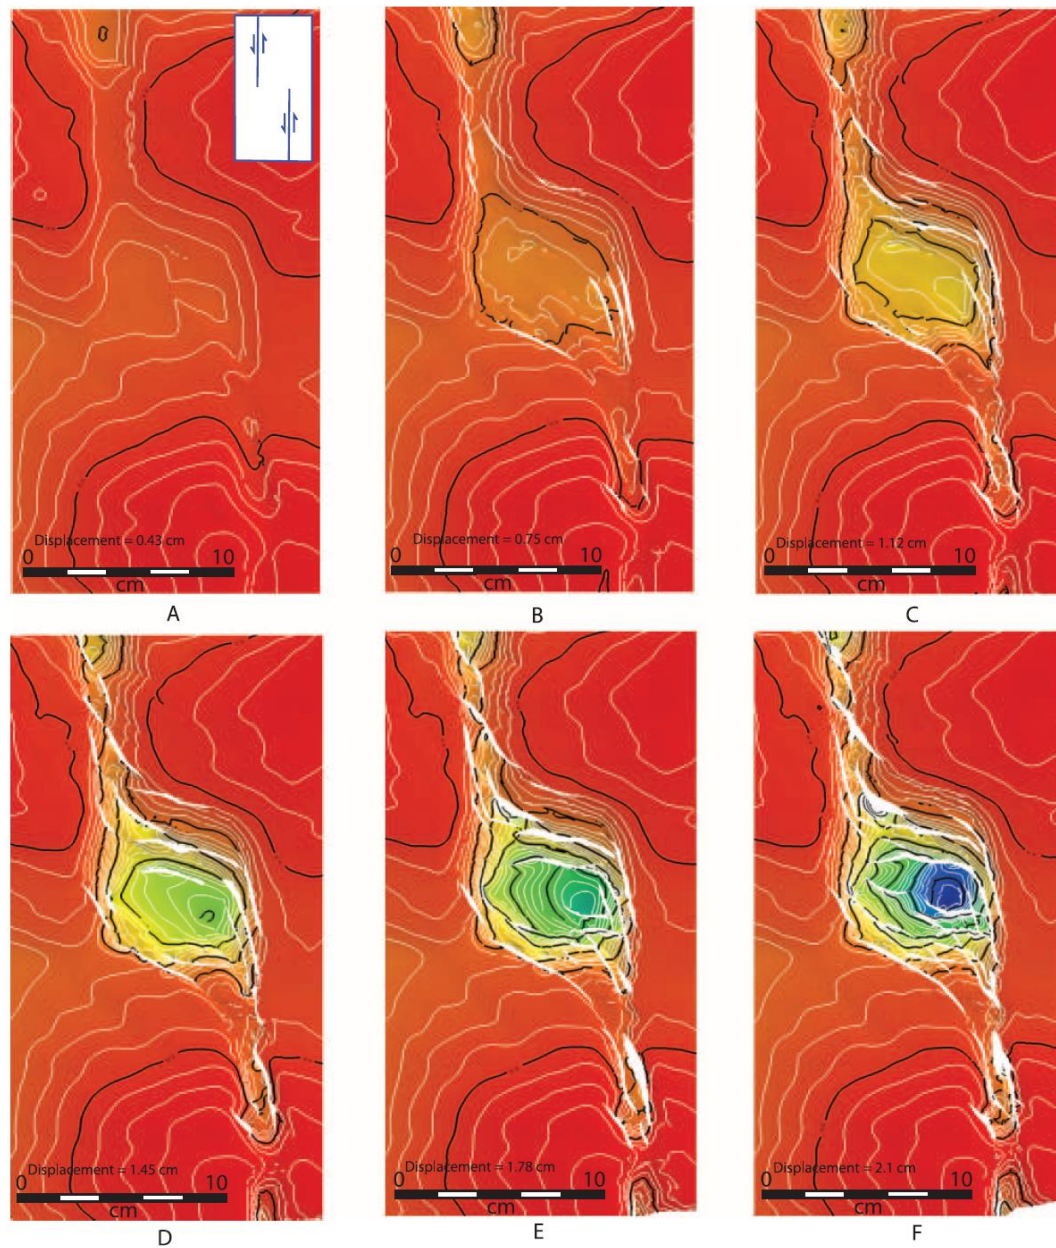 Displacement = 0.43 cm
0 10
cm
A
Displacement = 0.75 cm
0 10
cm
B
Displacement = 1.12 cm
0 10
cm
C
Displacement = 1.45 cm
0 10
cm
D
Displacement = 1.78 cm
0 10
cm
E
Displacement = 2.1 cm
0 10
cm
F